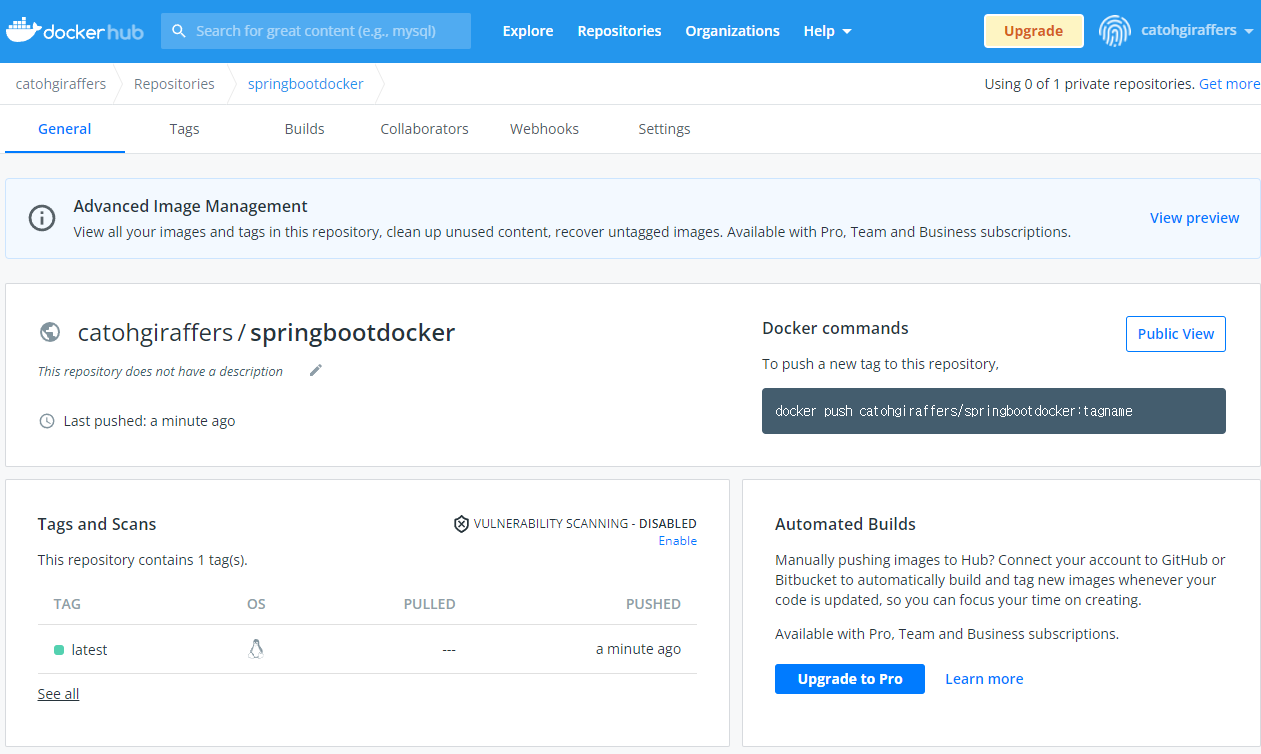 dockerhub
Search for great content (e.g., mysql)
Explore
Repositories
Organizations
Help
Upgrade
catohgiraffers
catohgiraffers
Repositories
springbootdocker
Using 0 of 1 private repositories. Get more
General
Tags
Builds
Collaborators
Webhooks
Settings
Advanced Image Management
View all your images and tags in this repository, clean up unused content, recover untagged images. Available with Pro, Team and Business subscriptions.
View preview
catohgiraffers / springbootdocker
This repository does not have a description
Last pushed: a minute ago
Docker commands
Public View
To push a new tag to this repository,
docker push catohgiraffers/springbootdocker:tagname
Tags and Scans
VULNERABILITY SCANNING - DISABLED
Enable
This repository contains 1 tag(s).
TAG OS PULLED PUSHED
latest --- a minute ago
See all
Automated Builds
Manually pushing images to Hub? Connect your account to GitHub or
Bitbucket to automatically build and tag new images whenever your
code is updated, so you can focus your time on creating.
Available with Pro, Team and Business subscriptions.
Upgrade to Pro
Learn more